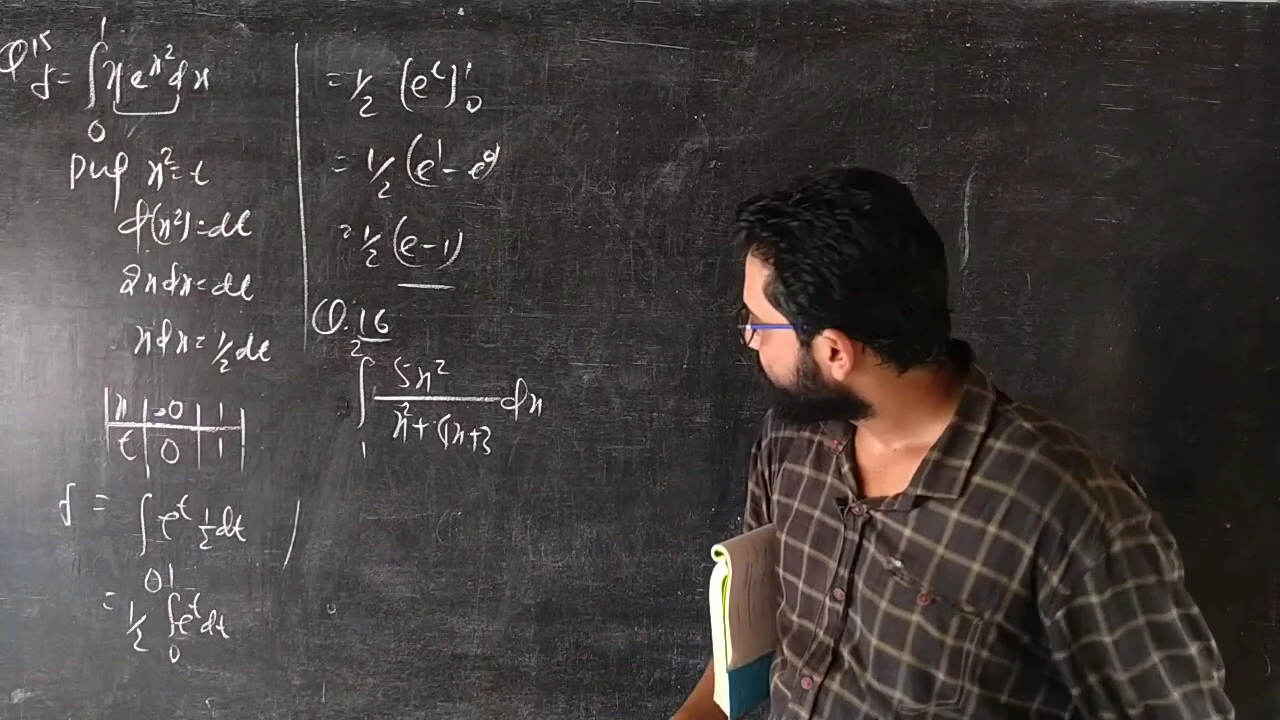 Q 15
I = ∫₀¹ x e^x² dx
put x² = t
d(x²) = dt
2x dx = dt
x dx = 1/2 dt
x | 0 | 1
t | 0 | 1
I = ∫₀ e^t 1/2 dt
= 1/2 ∫₀¹ e^t dt
= 1/2 (e^t)₀¹
= 1/2 (e¹ - e⁰)
= 1/2 (e - 1)
Q. 16
∫₁² 5x² / (x² + 4x + 3) dx